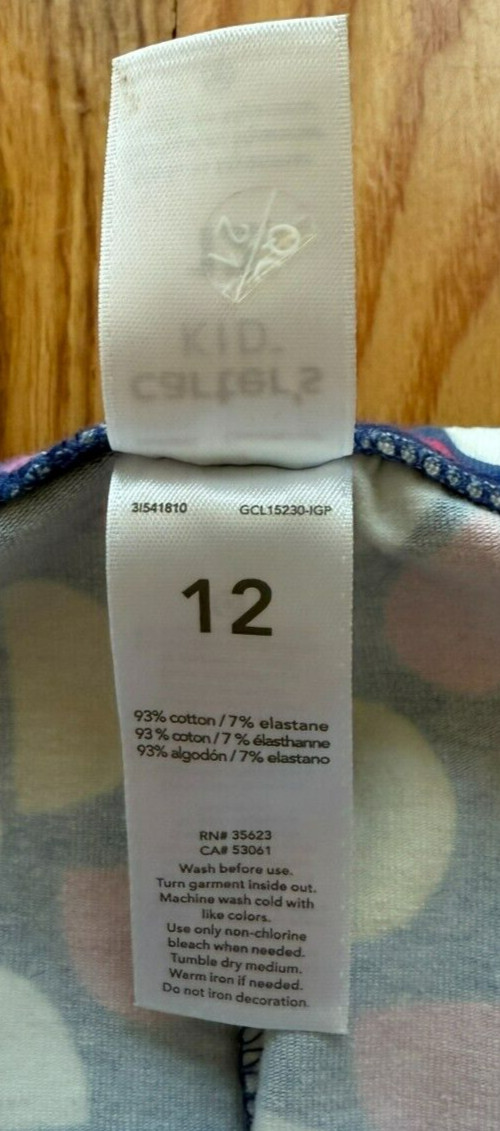 KID.
carter's
3I541810 GCL15230-IGP
12
93% cotton / 7% elastane
93 % coton / 7 % élasthanne
93% algodón / 7% elastano
RN# 35623
CA# 53061
Wash before use.
Turn garment inside out.
Machine wash cold with
like colors.
Use only non-chlorine
bleach when needed.
Tumble dry medium.
Warm iron if needed.
Do not iron decoration.